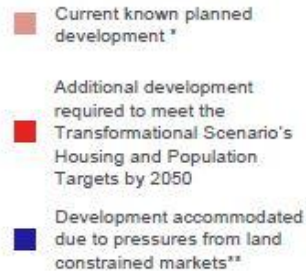 Current known planned
development *
Additional development
required to meet the
Transformational Scenario's
Housing and Population
Targets by 2050
Development accommodated
due to pressures from land
constrained markets**